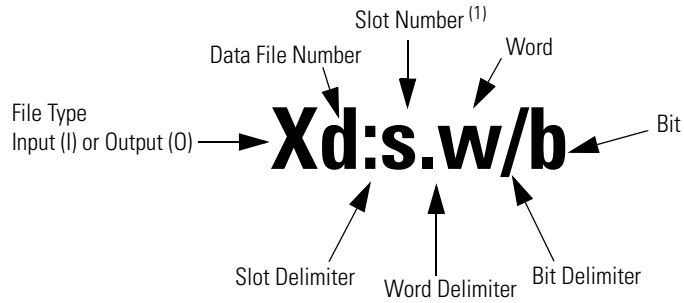 Slot Number (1)
Data File Number
Word
File Type
Input (I) or Output (O)
Xd:s.w/b
Bit
Slot Delimiter
Word Delimiter
Bit Delimiter